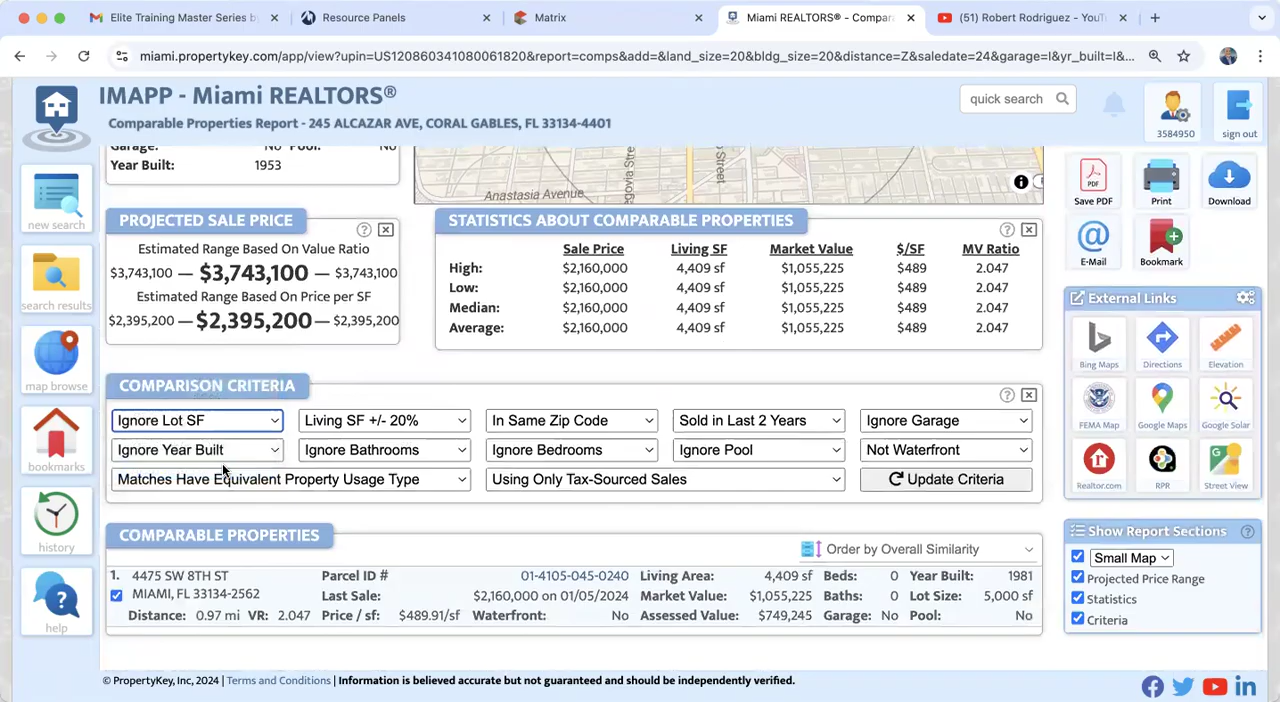 Elite Training Master Series by
Resource Panels
Matrix
Miami REALTORS® - Compar
(51) Robert Rodriguez - YouT
miami.propertykey.com/app/view?upin=US120860341080061820&report=comps&add=&land_size=20&bldg_size=20&distance=Z&saledate=24&garage=I&yr_built=I&...
IMAPP - Miami REALTORS®
Comparable Properties Report - 245 ALCAZAR AVE, CORAL GABLES, FL 33134-4401
quick search
3584950
sign out
new search
search results
map browse
bookmarks
history
help
Garage: No Pool: No
Year Built: 1953
Anastasia Avenue
Segovia Stre
o Street
PDF
Save PDF
Print
Download
E-Mail
Bookmark
PROJECTED SALE PRICE
Estimated Range Based On Value Ratio
$3,743,100 — $3,743,100 — $3,743,100
Estimated Range Based On Price per SF
$2,395,200 — $2,395,200 — $2,395,200
STATISTICS ABOUT COMPARABLE PROPERTIES
Sale Price Living SF Market Value $/SF MV Ratio
High: $2,160,000 4,409 sf $1,055,225 $489 2.047
Low: $2,160,000 4,409 sf $1,055,225 $489 2.047
Median: $2,160,000 4,409 sf $1,055,225 $489 2.047
Average: $2,160,000 4,409 sf $1,055,225 $489 2.047
COMPARISON CRITERIA
Ignore Lot SF Living SF +/- 20% In Same Zip Code Sold in Last 2 Years Ignore Garage
Ignore Year Built Ignore Bathrooms Ignore Bedrooms Ignore Pool Not Waterfront
Matches Have Equivalent Property Usage Type Using Only Tax-Sourced Sales Update Criteria
COMPARABLE PROPERTIES
Order by Overall Similarity
1. 4475 SW 8TH ST Parcel ID # 01-4105-045-0240 Living Area: 4,409 sf Beds: 0 Year Built: 1981
MIAMI, FL 33134-2562 Last Sale: $2,160,000 on 01/05/2024 Market Value: $1,055,225 Baths: 0 Lot Size: 5,000 sf
Distance: 0.97 mi VR: 2.047 Price / sf: $489.91/sf Waterfront: No Assessed Value: $749,245 Garage: No Pool: No
External Links
Bing Maps
Directions
Elevation
FEMA Map
Google Maps
Google Solar
Realtor.com
RPR
Street View
Show Report Sections
Small Map
Projected Price Range
Statistics
Criteria
© PropertyKey, Inc, 2024 | Terms and Conditions | Information is believed accurate but not guaranteed and should be independently verified.